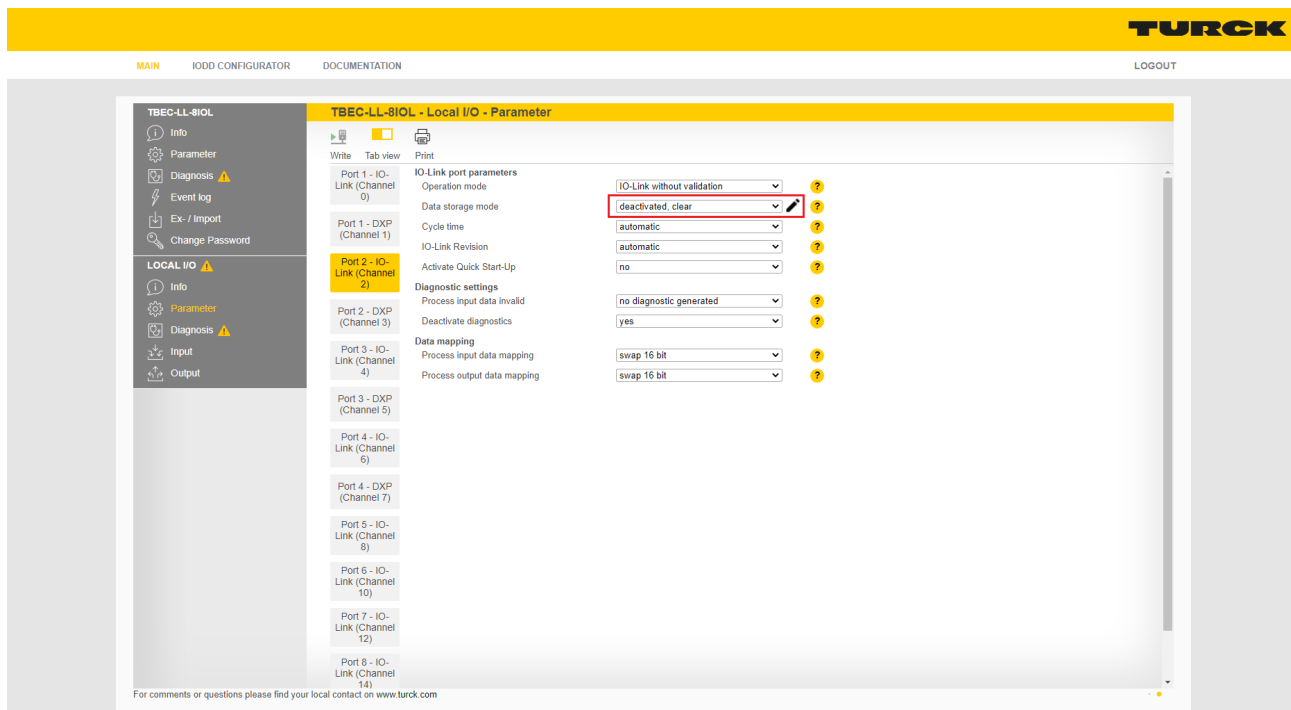 TURCK
MAIN IODD CONFIGURATOR DOCUMENTATION LOGOUT
TBEC-LL-8IOL
Info
Parameter
Diagnosis
Event log
Ex- / Import
Change Password
LOCAL I/O
Info
Parameter
Diagnosis
Input
Output
TBEC-LL-8IOL - Local I/O - Parameter
Write Tab view Print
Port 1 - IO-
Link (Channel
0)
Port 1 - DXP
(Channel 1)
Port 2 - IO-
Link (Channel
2)
Port 2 - DXP
(Channel 3)
Port 3 - IO-
Link (Channel
4)
Port 3 - DXP
(Channel 5)
Port 4 - IO-
Link (Channel
6)
Port 4 - DXP
(Channel 7)
Port 5 - IO-
Link (Channel
8)
Port 6 - IO-
Link (Channel
10)
Port 7 - IO-
Link (Channel
12)
Port 8 - IO-
Link (Channel
14)
IO-Link port parameters
Operation mode IO-Link without validation ?
Data storage mode deactivated, clear ?
Cycle time automatic ?
IO-Link Revision automatic ?
Activate Quick Start-Up no ?
Diagnostic settings
Process input data invalid no diagnostic generated ?
Deactivate diagnostics yes ?
Data mapping
Process input data mapping swap 16 bit ?
Process output data mapping swap 16 bit ?
For comments or questions please find your local contact on www.turck.com